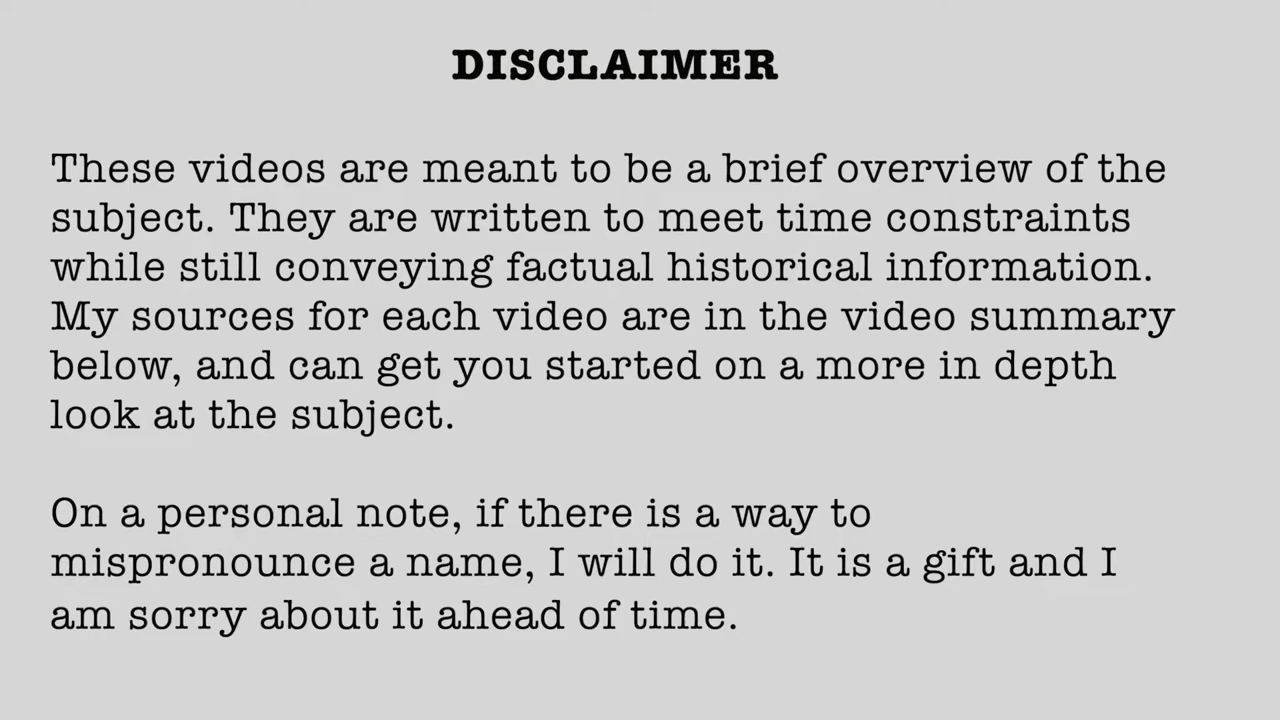 DISCLAIMER
These videos are meant to be a brief overview of the
subject. They are written to meet time constraints
while still conveying factual historical information.
My sources for each video are in the video summary
below, and can get you started on a more in depth
look at the subject.
On a personal note, if there is a way to
mispronounce a name, I will do it. It is a gift and I
am sorry about it ahead of time.